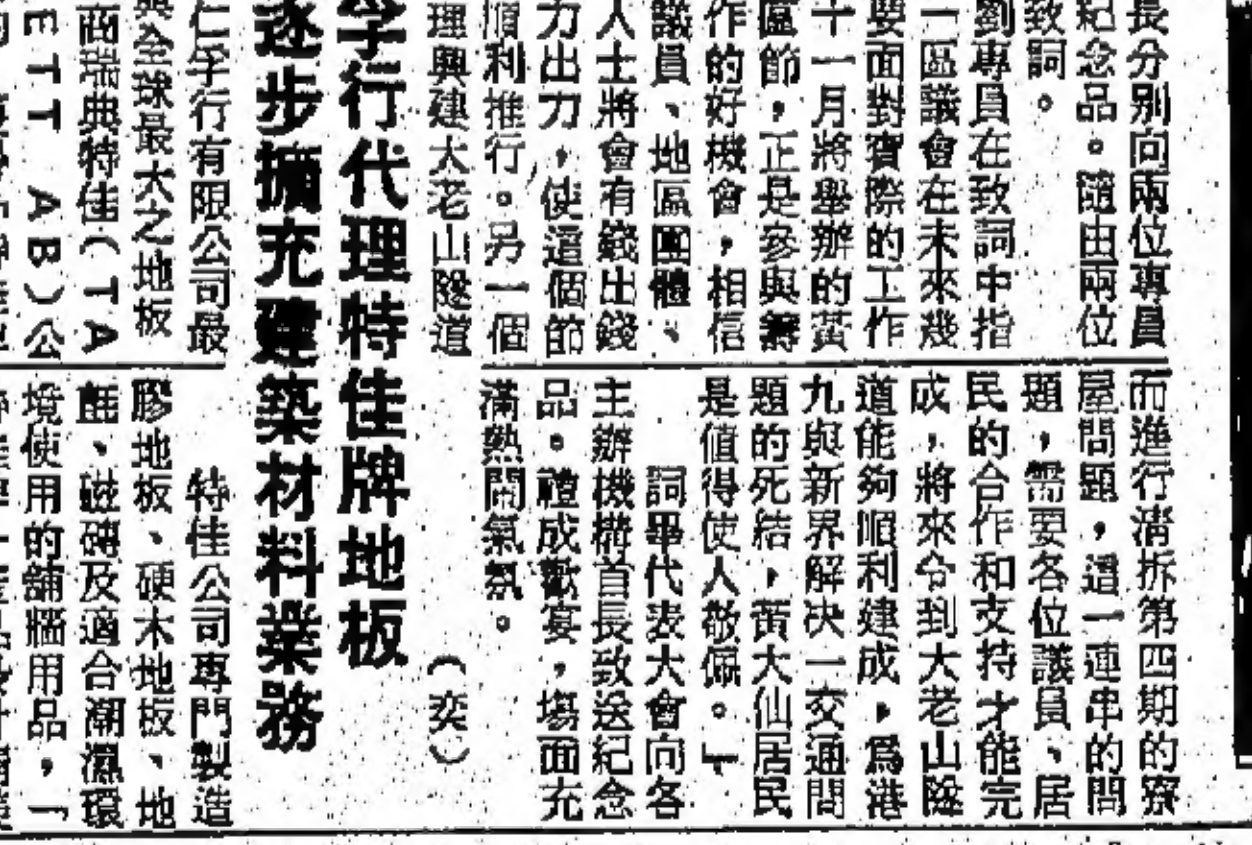 長分別向兩位專員
紀念品。隨由兩位
致詞。
劉專員在致詞中指
一區議會在未來幾
要面對實際的工作
十一月將舉辦的黃
區節，正是參與籌
作的好機會，相信
議員、地區團體、
人士將會有錢出錢
力出力，使這個節
順利推行。另一個
理興建大老山隧道
而進行清拆第四期的寮
屋問題，這一連串的問
題，需要各位議員、居
民的合作和支持才能完
成，將來令到大老山隧
道能夠順利建成，爲港
九與新界解決一交通問
題的死結，黃大仙居民
是值得使人敬佩。」
詞畢代表大會向各
主辦機構首長致送紀念
品。禮成歡宴，場面充
滿熱鬧氣氛。
（奕）
孚行代理特佳牌地板
逐步擴充建築材料業務
仁孚行有限公司最
與全球最大之地板
商瑞典特佳（TA
ETT AB）公
特佳公司專門製造
膠地板、硬木地板、地
氈、磁磚及適合潮濕環
境使用的舖牆用品，「